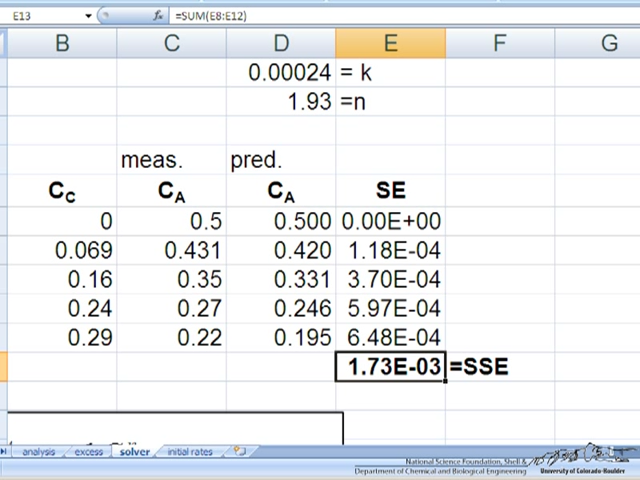 E13 fx =SUM(E8:E12)
B C D E F G
0.00024 = k
1.93 =n
meas. pred.
CC CA CA SE
0 0.5 0.500 0.00E+00
0.069 0.431 0.420 1.18E-04
0.16 0.35 0.331 3.70E-04
0.24 0.27 0.246 5.97E-04
0.29 0.22 0.195 6.48E-04
1.73E-03 =SSE
analysis excess solver initial rates
National Science Foundation, Shell &
Department of Chemical and Biological Engineering University of Colorado-Boulder